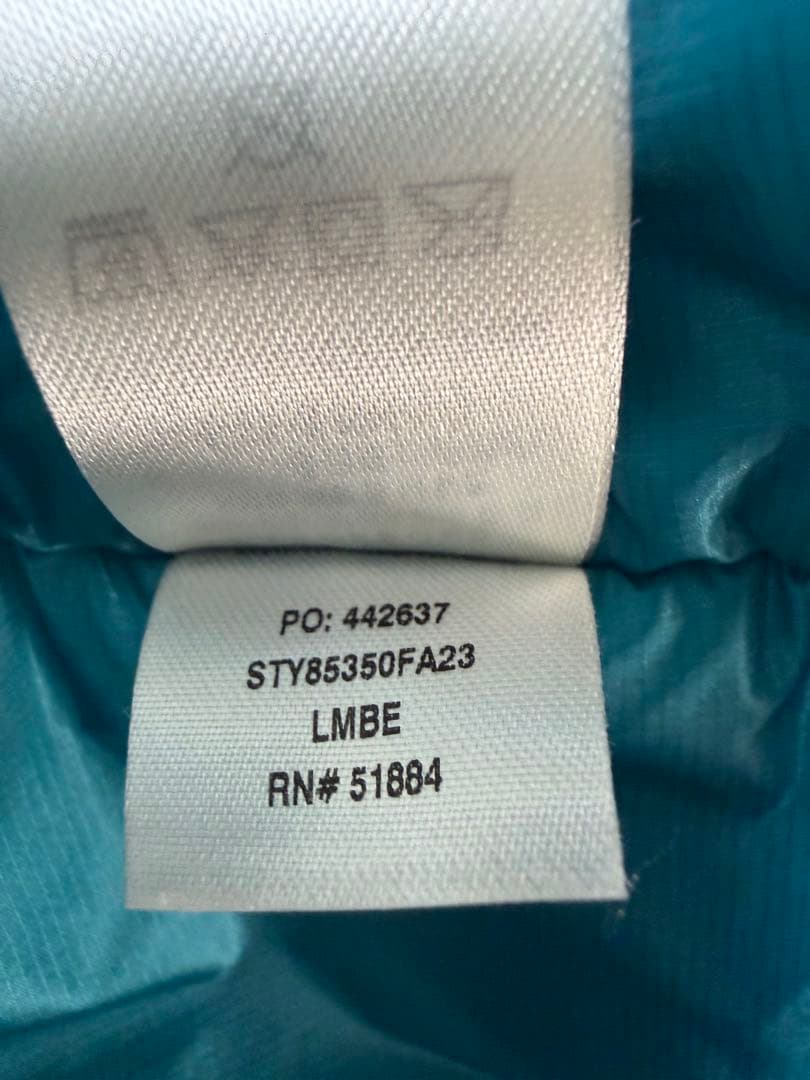 PO: 442637
STY85350FA23
LMBE
RN# 51884